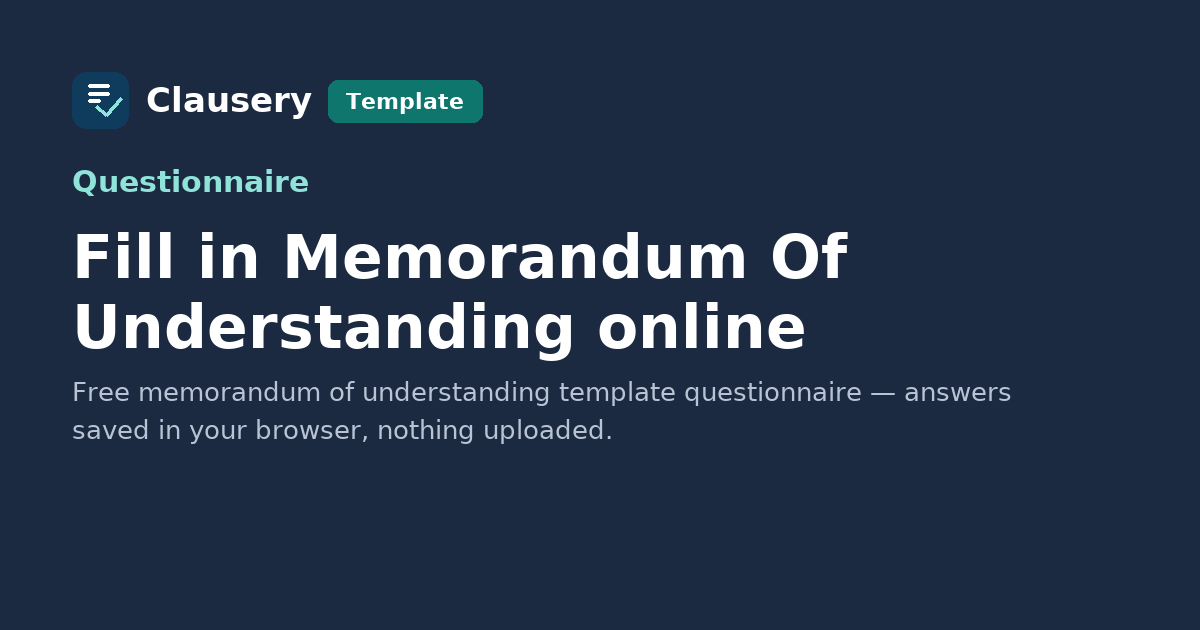 Clausery Template
Questionnaire
Fill in Memorandum Of
Understanding online
Free memorandum of understanding template questionnaire — answers
saved in your browser, nothing uploaded.